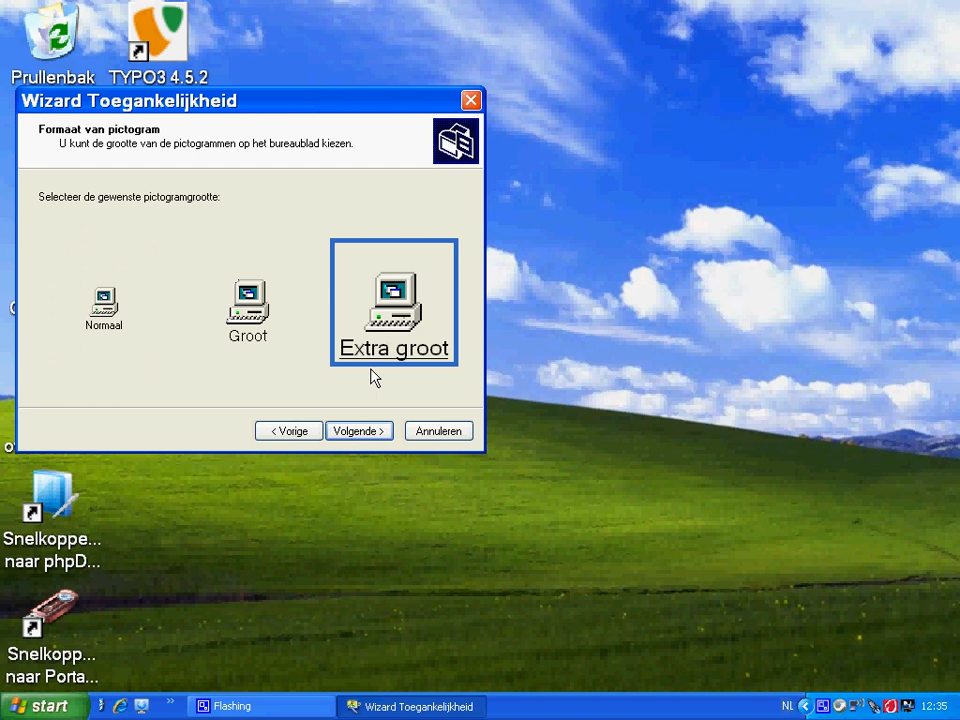 Prullenbak
TYPO3 4.5.2
Wizard Toegankelijkheid
Formaat van pictogram
U kunt de grootte van de pictogrammen op het bureaublad kiezen.
Selecteer de gewenste pictogramgrootte:
Normaal
Groot
Extra groot
< Vorige
Volgende >
Annuleren
Snelkoppe...
naar phpD...
Snelkopp...
naar Porta...
start
Flashing
Wizard Toegankelijkheid
NL
12:35